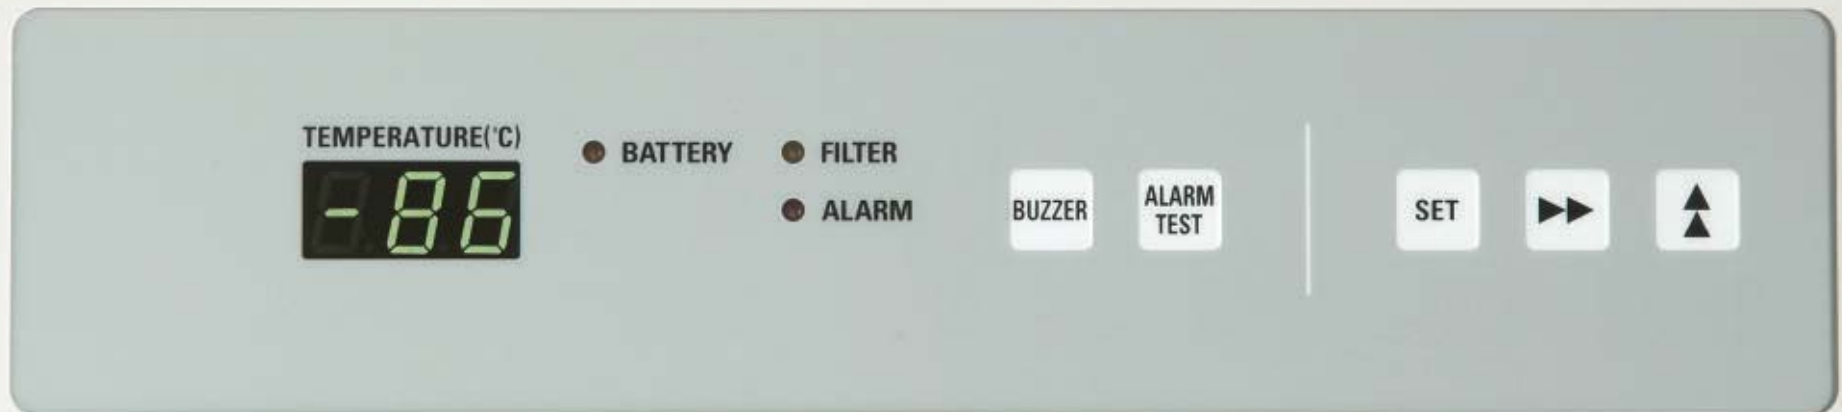 TEMPERATURE(°C)
-86
BATTERY
FILTER
ALARM
BUZZER
ALARM
TEST
SET